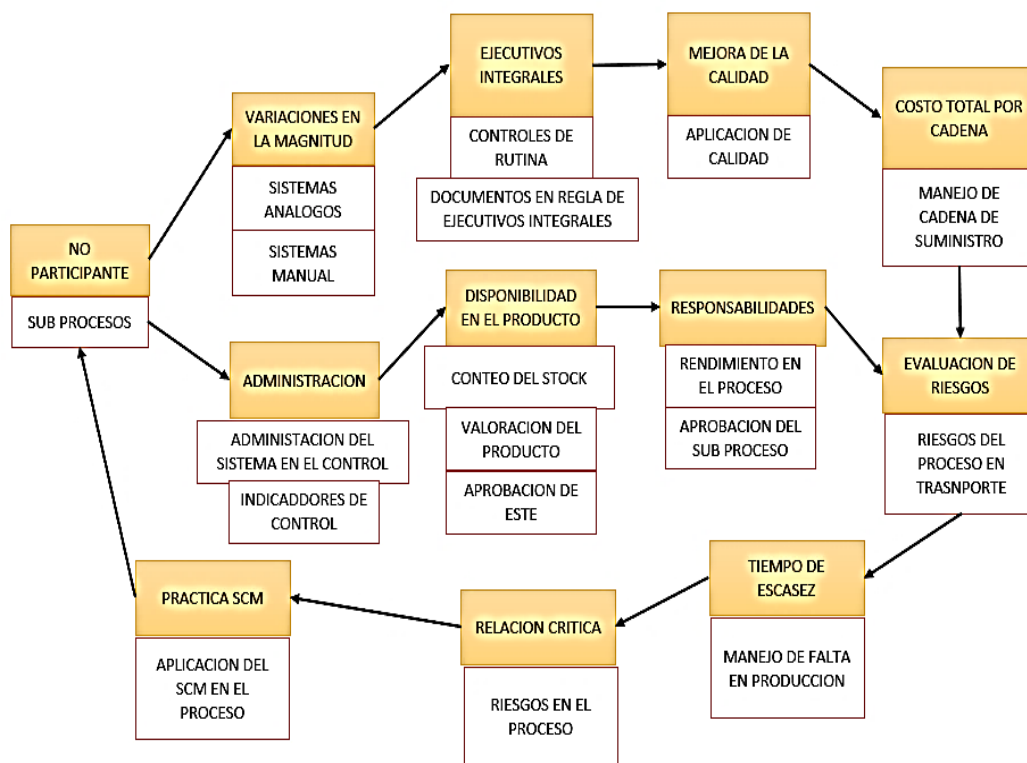 EJECUTIVOS
INTEGRALES
CONTROLES DE
RUTINA
DOCUMENTOS EN REGLA DE
EJECUTIVOS INTEGRALES
MEJORA DE LA
CALIDAD
APLICACION DE
CALIDAD
VARIACIONES EN
LA MAGNITUD
SISTEMAS
ANALOGOS
SISTEMAS
MANUAL
COSTO TOTAL POR
CADENA
MANEJO DE
CADENA DE
SUMINISTRO
NO
PARTICIPANTE
SUB PROCESOS
DISPONIBILIDAD
EN EL PRODUCTO
CONTEO DEL STOCK
VALORACION DEL
PRODUCTO
APROBACION DE
ESTE
RESPONSABILIDADES
RENDIMIENTO EN
EL PROCESO
APROBACION DEL
SUB PROCESO
ADMINISTRACION
ADMINISTACION DEL
SISTEMA EN EL CONTROL
INDICADDORES DE
CONTROL
EVALUACION DE
RIESGOS
RIESGOS DEL
PROCESO EN
TRASNPORTE
TIEMPO DE
ESCASEZ
MANEJO DE FALTA
EN PRODUCCION
RELACION CRITICA
RIESGOS EN EL
PROCESO
PRACTICA SCM
APLICACION DEL
SCM EN EL
PROCESO